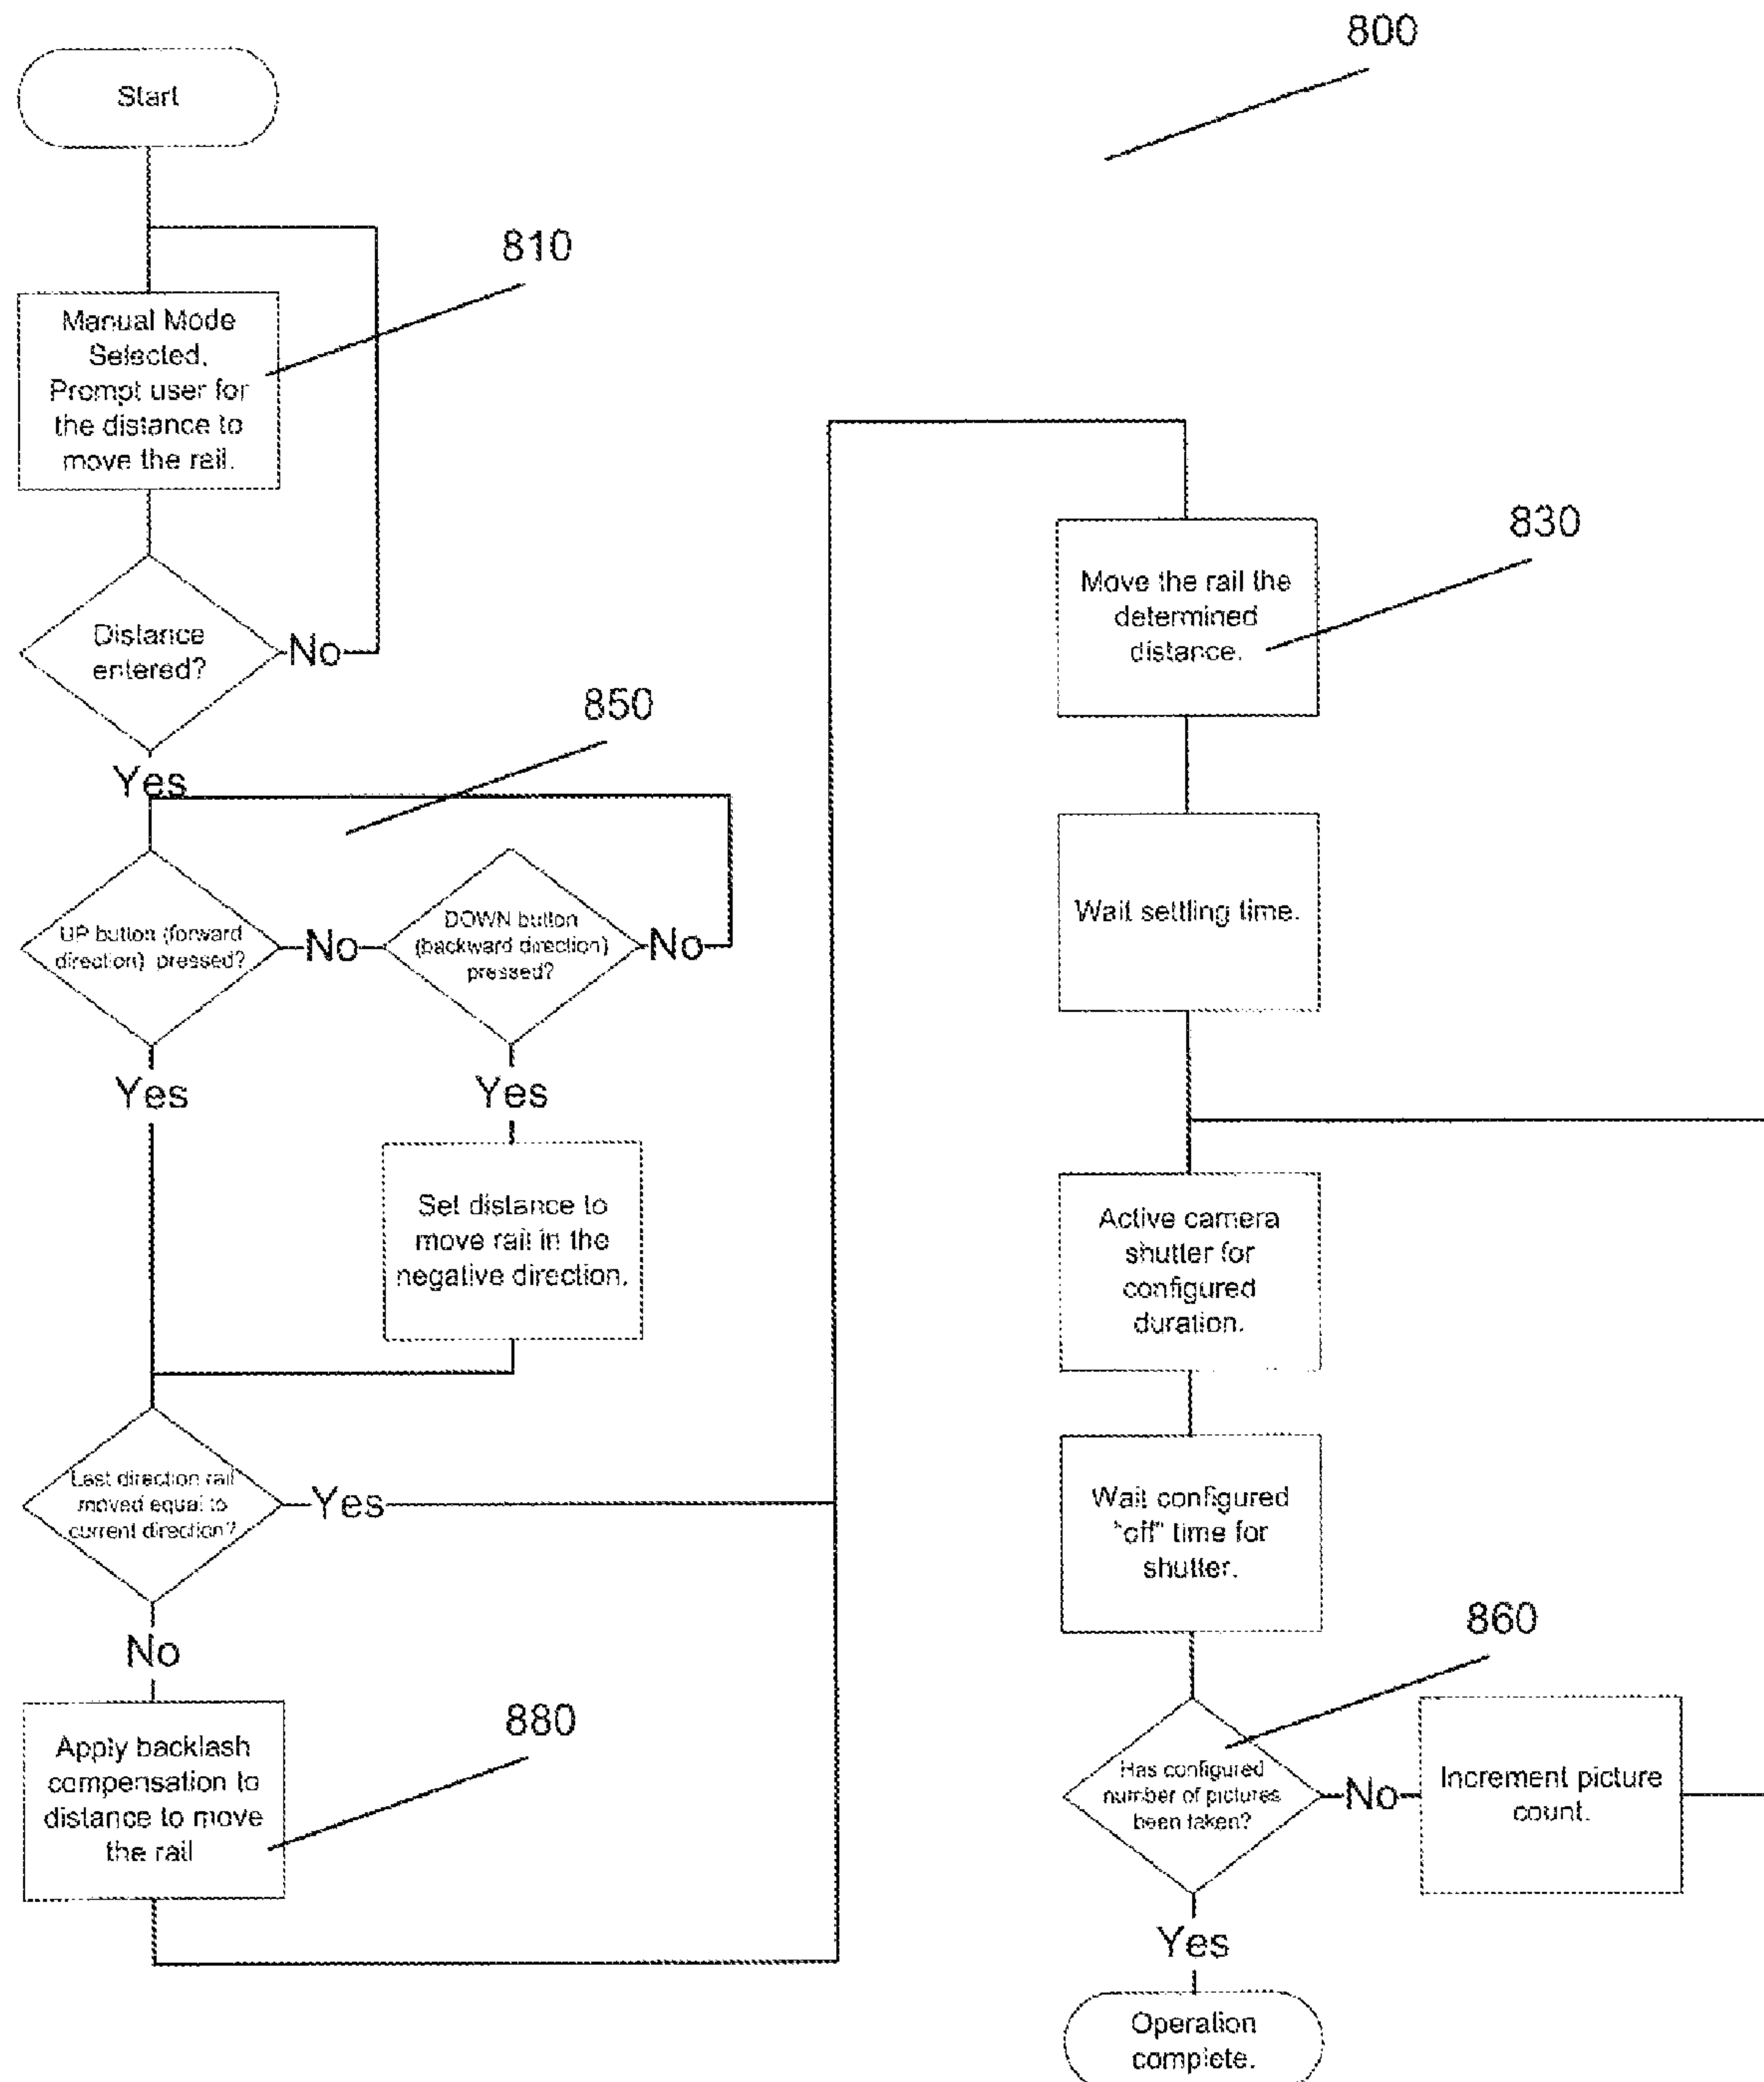 800
Start
810
Manual Mode
Selected.
Prompt user for
the distance to
move the rail.
Distance
entered?
No
Yes
850
UP button (forward
direction) pressed?
No
DOWN button
(backward direction)
pressed?
No
Yes
Yes
Set distance to
move rail in the
negative direction.
Last direction rail
moved equal to
current direction?
Yes
No
880
Apply backlash
compensation to
distance to move
the rail
830
Move the rail the
determined
distance.
Wait settling time.
Active camera
shutter for
configured
duration.
Wait configured
"off" time for
shutter.
860
Has configured
number of pictures
been taken?
No
Increment picture
count.
Yes
Operation
complete.